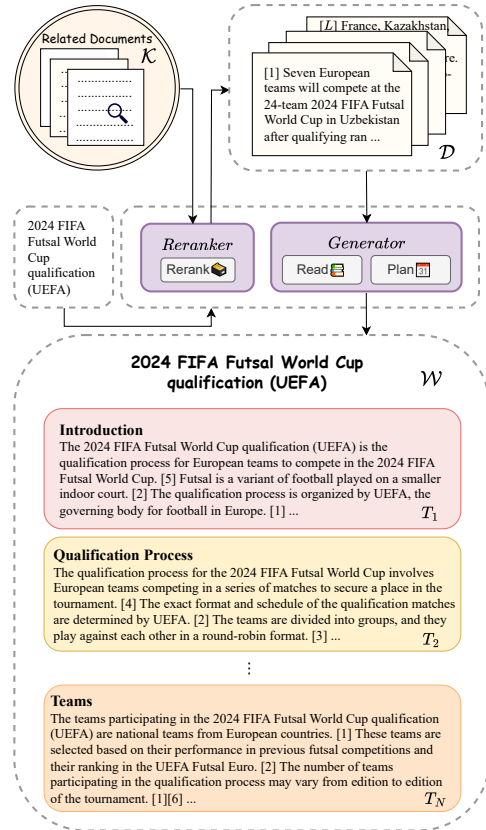 Related Documents
K
[L] France, Kazakhstan,
re.
[1] Seven European
teams will compete at the
24-team 2024 FIFA Futsal
World Cup in Uzbekistan
after qualifying ran ...
D
2024 FIFA
Futsal World
Cup
qualification
(UEFA)
Reranker
Rerank
Generator
Read
Plan
31
2024 FIFA Futsal World Cup
qualification (UEFA)
W
Introduction
The 2024 FIFA Futsal World Cup qualification (UEFA) is the
qualification process for European teams to compete in the 2024 FIFA
Futsal World Cup. [5] Futsal is a variant of football played on a smaller
indoor court. [2] The qualification process is organized by UEFA, the
governing body for football in Europe. [1] ...
T1
Qualification Process
The qualification process for the 2024 FIFA Futsal World Cup involves
European teams competing in a series of matches to secure a place in the
tournament. [4] The exact format and schedule of the qualification matches
are determined by UEFA. [2] The teams are divided into groups, and they
play against each other in a round-robin format. [3] ...
T2
⋮
Teams
The teams participating in the 2024 FIFA Futsal World Cup qualification
(UEFA) are national teams from European countries. [1] These teams are
selected based on their performance in previous futsal competitions and
their ranking in the UEFA Futsal Euro. [2] The number of teams
participating in the qualification process may vary from edition to edition
of the tournament. [1][6] ...
TN